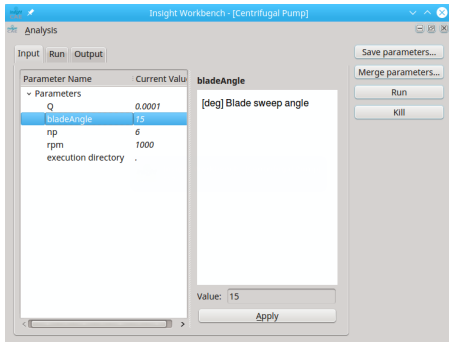 Insight Workbench - [Centrifugal Pump]
Analysis
Input Run Output
Save parameters...
Merge parameters...
Run
Kill
Parameter Name Current Valu
Parameters
Q 0.0001
bladeAngle 15
np 6
rpm 1000
execution directory .
bladeAngle
[deg] Blade sweep angle
Value: 15
Apply